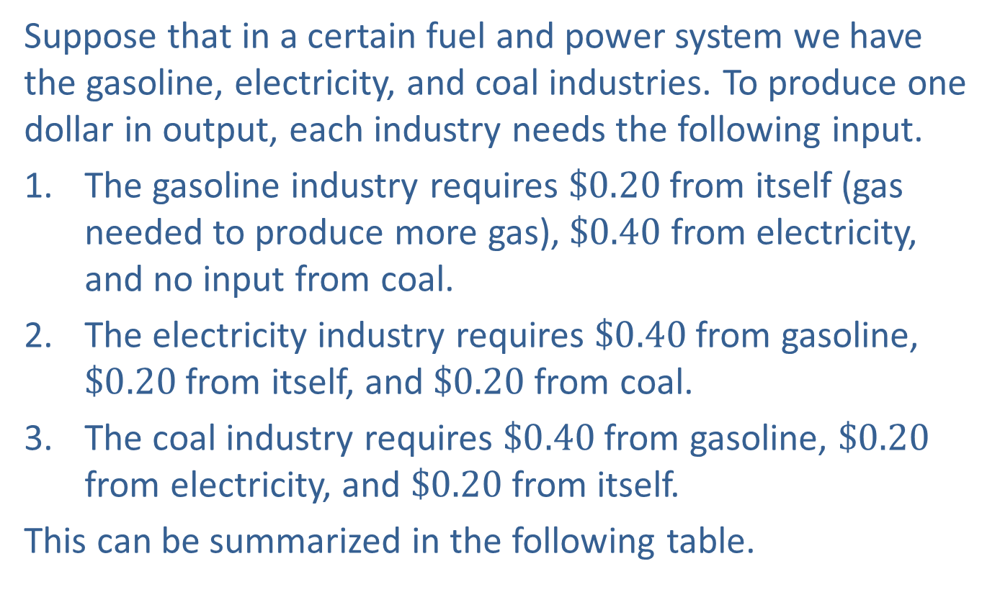 Suppose that in a certain fuel and power system we have
the gasoline, electricity, and coal industries. To produce one
dollar in output, each industry needs the following input.
1. The gasoline industry requires $0.20 from itself (gas
needed to produce more gas), $0.40 from electricity,
and no input from coal.
2. The electricity industry requires $0.40 from gasoline,
$0.20 from itself, and $0.20 from coal.
3. The coal industry requires $0.40 from gasoline, $0.20
from electricity, and $0.20 from itself.
This can be summarized in the following table.